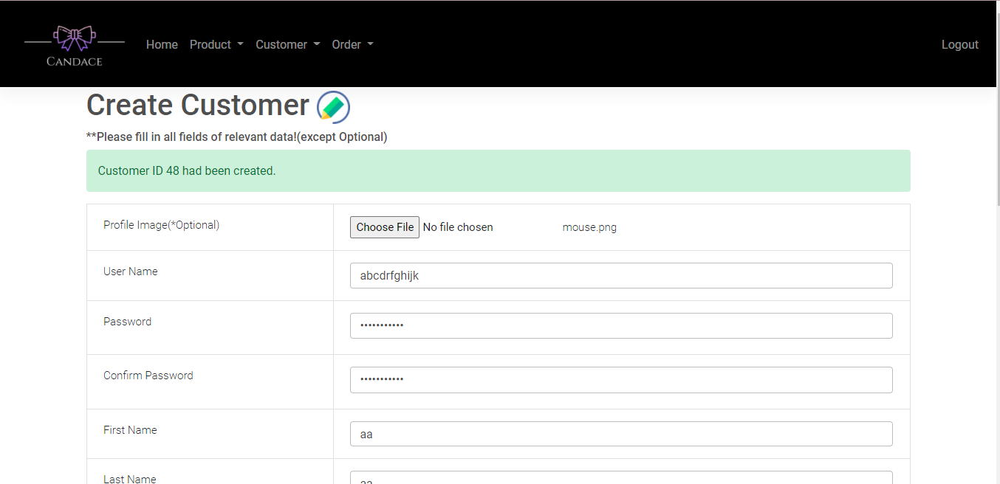 CANDACE
Home Product Customer Order Logout
Create Customer
**Please fill in all fields of relevant data!(except Optional)
Customer ID 48 had been created.
Profile Image(*Optional) Choose File No file chosen mouse.png
User Name abcdrfghijk
Password •••••••••••
Confirm Password •••••••••••
First Name aa
Last Name aa